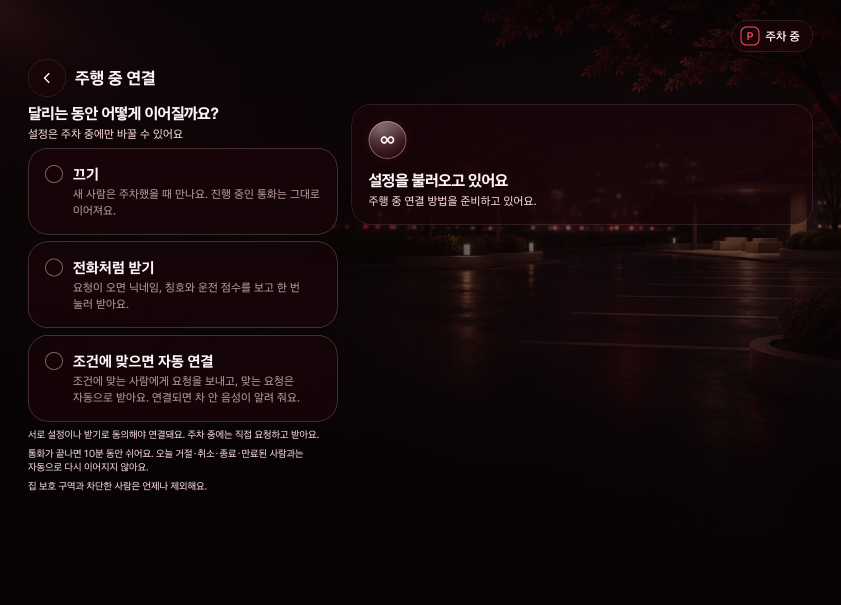 P 주차 중
주행 중 연결
달리는 동안 어떻게 이어질까요?
설정은 주차 중에만 바꿀 수 있어요
끄기
새 사람은 주차했을 때 만나요. 진행 중인 통화는 그대로
이어져요.
전화처럼 받기
요청이 오면 닉네임, 칭호와 운전 점수를 보고 한 번
눌러 받아요.
조건에 맞으면 자동 연결
조건에 맞는 사람에게 요청을 보내고, 맞는 요청은
자동으로 받아요. 연결되면 차 안 음성이 알려 줘요.
서로 설정이나 받기로 동의해야 연결돼요. 주차 중에는 직접 요청하고 받아요.
통화가 끝나면 10분 동안 쉬어요. 오늘 거절·취소·종료·만료된 사람과는
자동으로 다시 이어지지 않아요.
집 보호 구역과 차단한 사람은 언제나 제외해요.
∞
설정을 불러오고 있어요
주행 중 연결 방법을 준비하고 있어요.